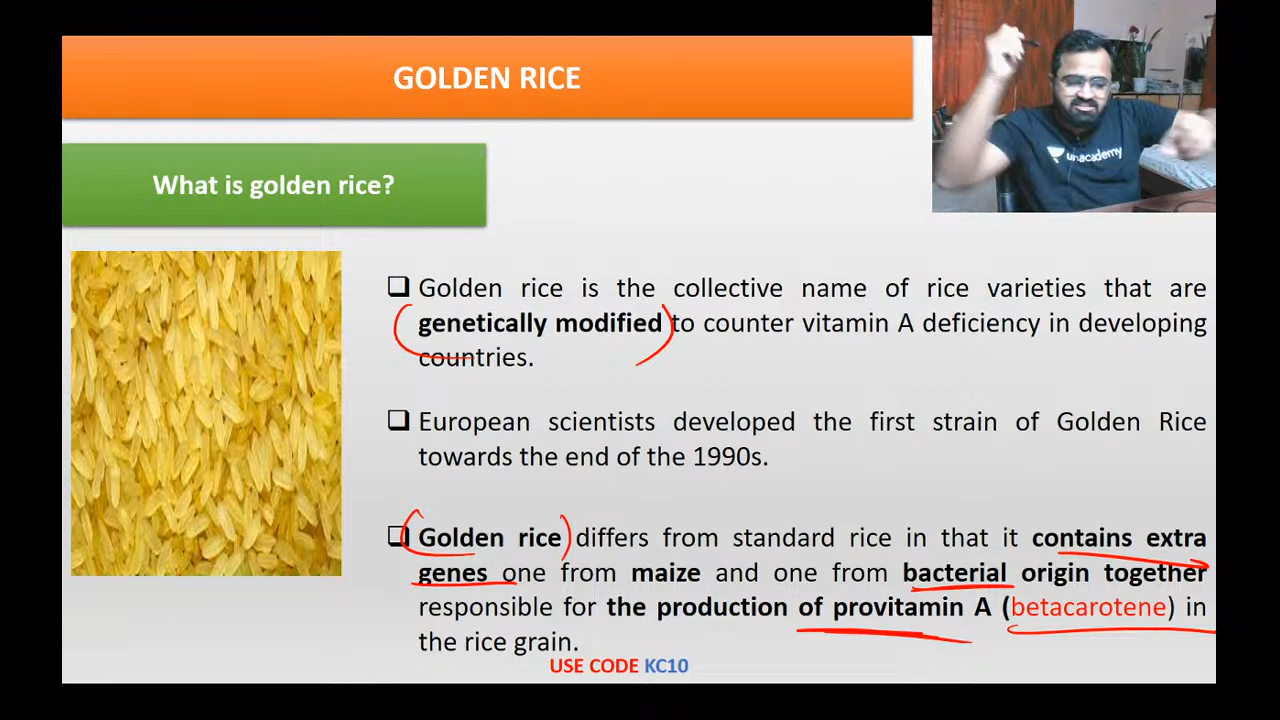 GOLDEN RICE
What is golden rice?
unacademy
Golden rice is the collective name of rice varieties that are
genetically modified to counter vitamin A deficiency in developing
countries.
European scientists developed the first strain of Golden Rice
towards the end of the 1990s.
Golden rice differs from standard rice in that it contains extra
genes one from maize and one from bacterial origin together
responsible for the production of provitamin A (betacarotene) in
the rice grain.
USE CODE KC10